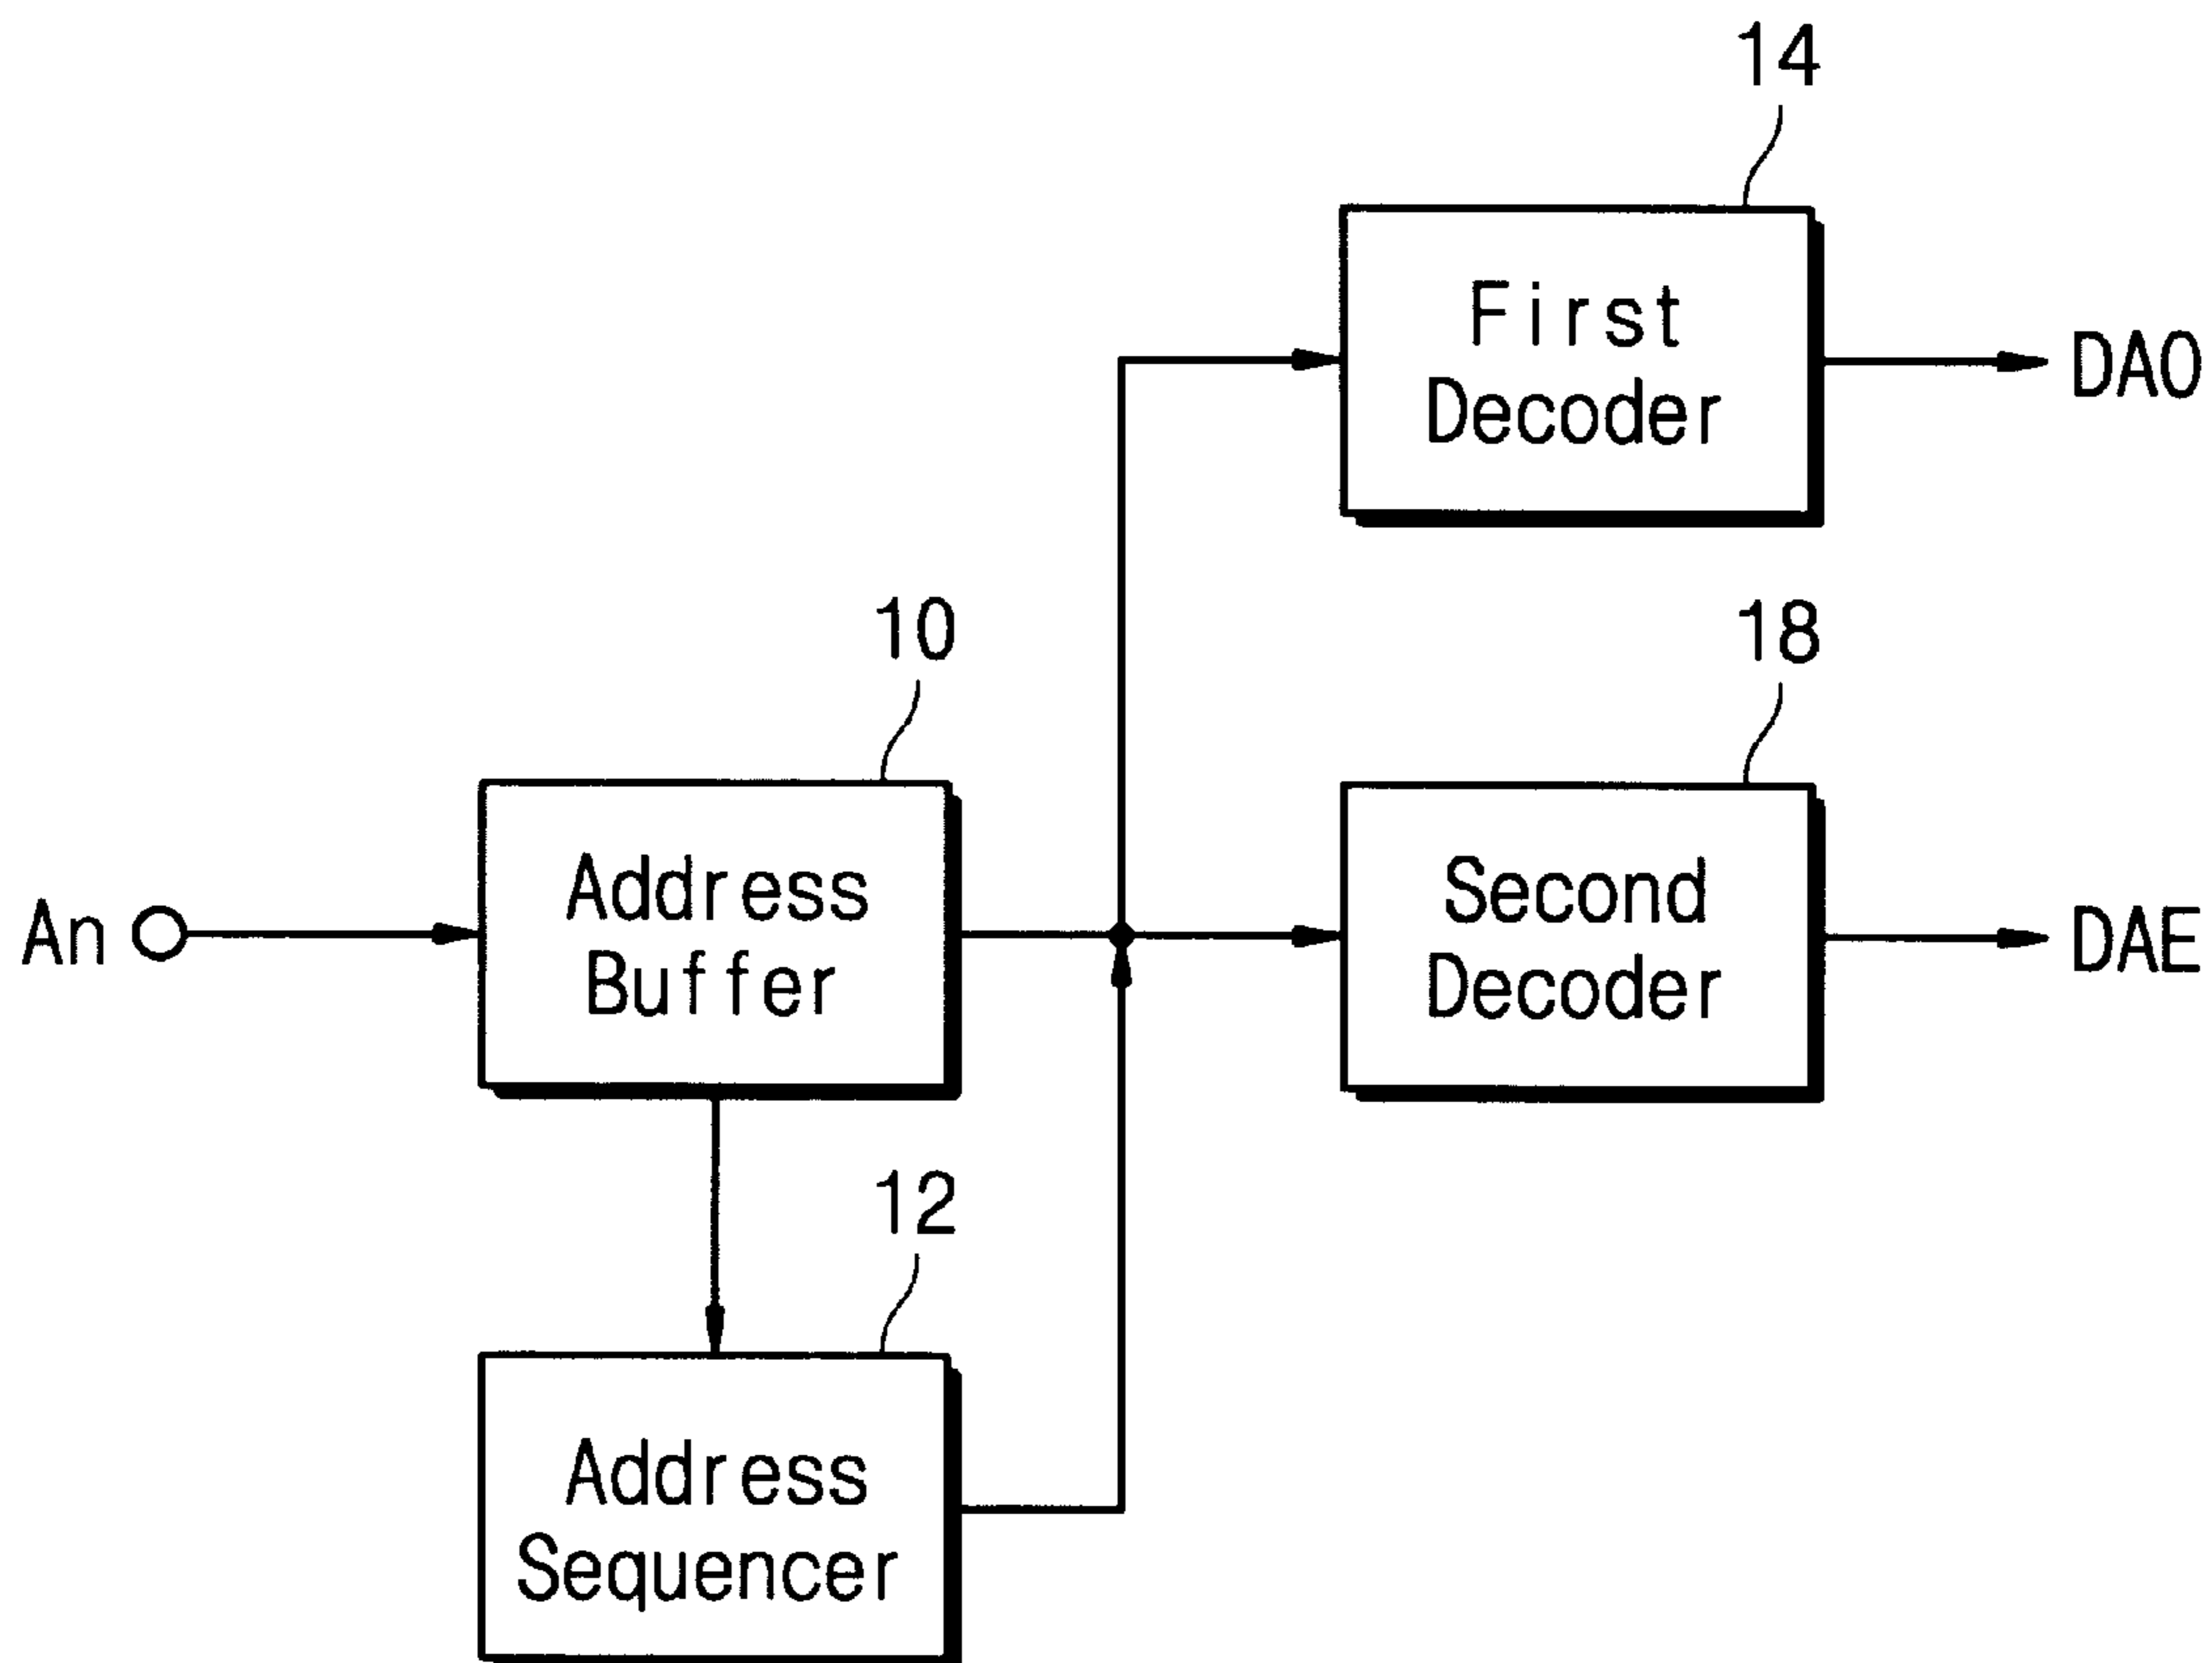 14
First
Decoder
DAO
10
18
An
Address
Buffer
Second
Decoder
DAE
12
Address
Sequencer